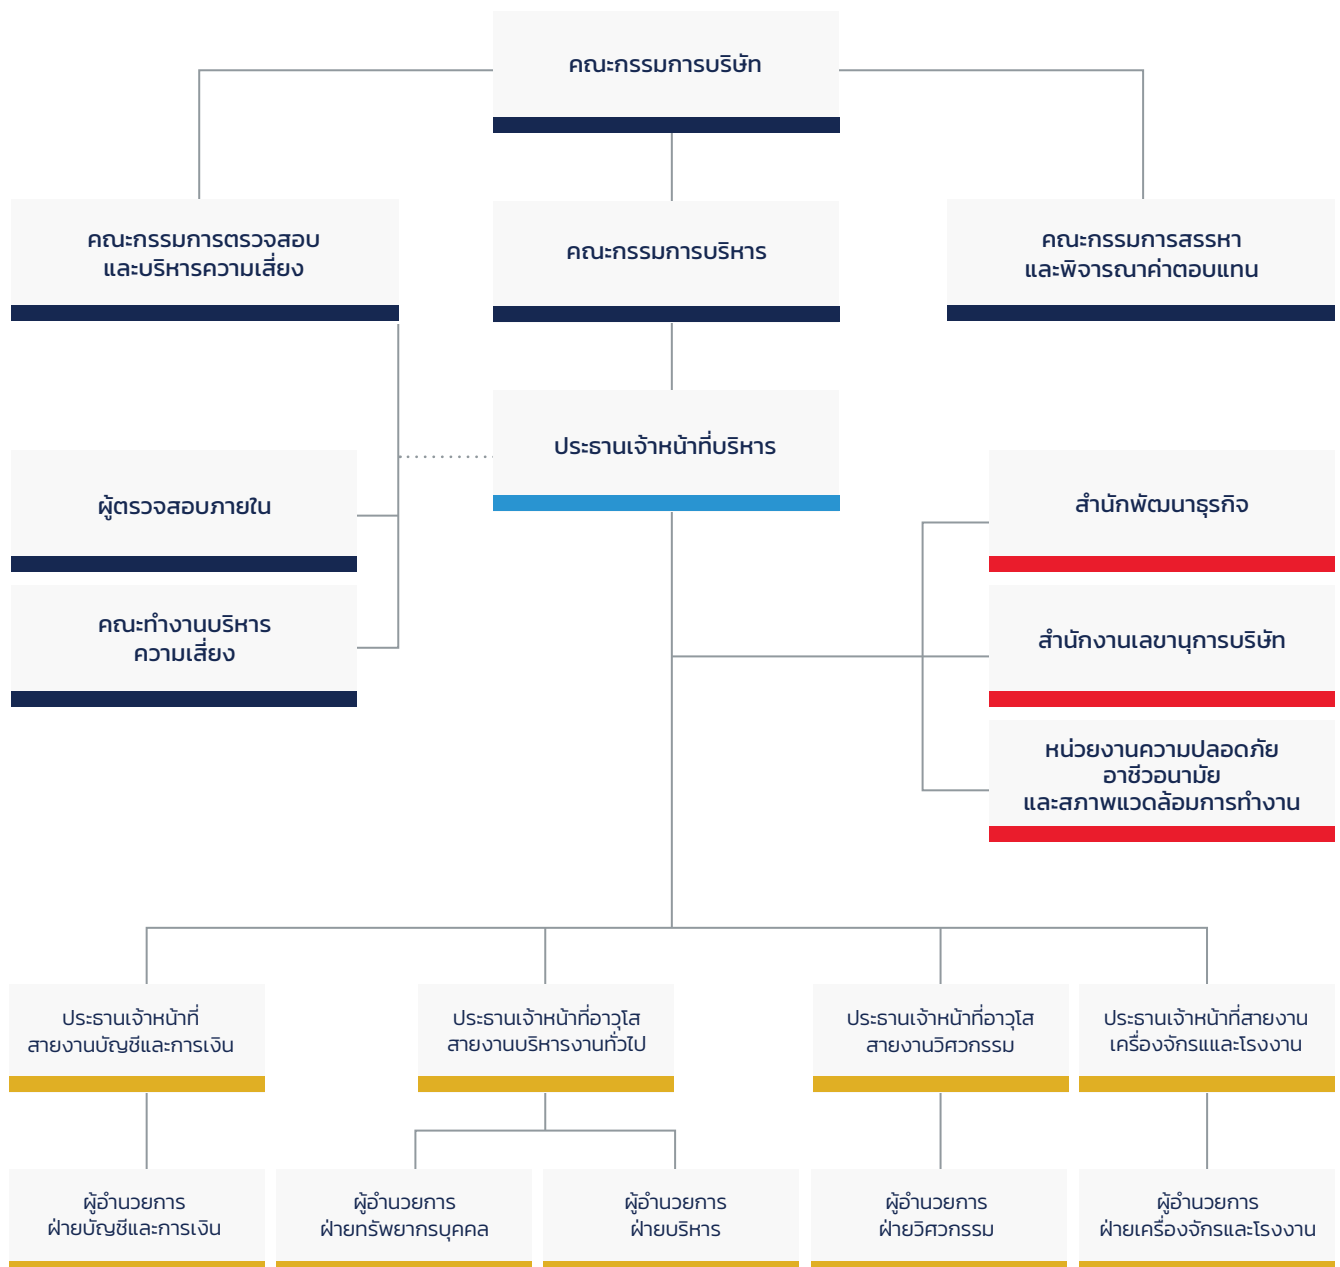 คณะกรรมการบริษัท
คณะกรรมการตรวจสอบ
และบริหารความเสี่ยง
คณะกรรมการบริหาร
คณะกรรมการสรรหา
และพิจารณาค่าตอบแทน
ประธานเจ้าหน้าที่บริหาร
ผู้ตรวจสอบภายใน
คณะทำงานบริหาร
ความเสี่ยง
สำนักพัฒนาธุรกิจ
สำนักงานเลขานุการบริษัท
หน่วยงานความปลอดภัย
อาชีวอนามัย
และสภาพแวดล้อมการทำงาน
ประธานเจ้าหน้าที่
สายงานบัญชีและการเงิน
ประธานเจ้าหน้าที่อาวุโส
สายงานบริหารงานทั่วไป
ประธานเจ้าหน้าที่อาวุโส
สายงานวิศวกรรม
ประธานเจ้าหน้าที่สายงาน
เครื่องจักรแและโรงงาน
ผู้อำนวยการ
ฝ่ายบัญชีและการเงิน
ผู้อำนวยการ
ฝ่ายทรัพยากรบุคคล
ผู้อำนวยการ
ฝ่ายบริหาร
ผู้อำนวยการ
ฝ่ายวิศวกรรม
ผู้อำนวยการ
ฝ่ายเครื่องจักรและโรงงาน